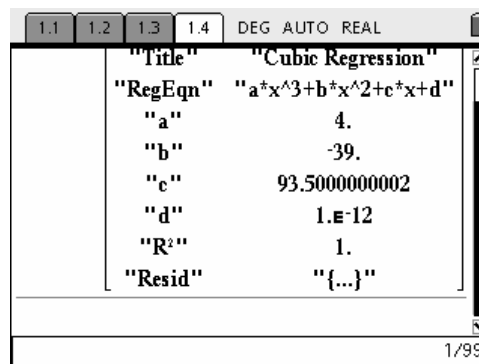 1.1 1.2 1.3 1.4 DEG AUTO REAL
"Title" "Cubic Regression"
"RegEqn" "a*x^3+b*x^2+c*x+d"
"a" 4.
"b" -39.
"c" 93.5000000002
"d" 1.E-12
"R²" 1.
"Resid" "{...}"
1/99